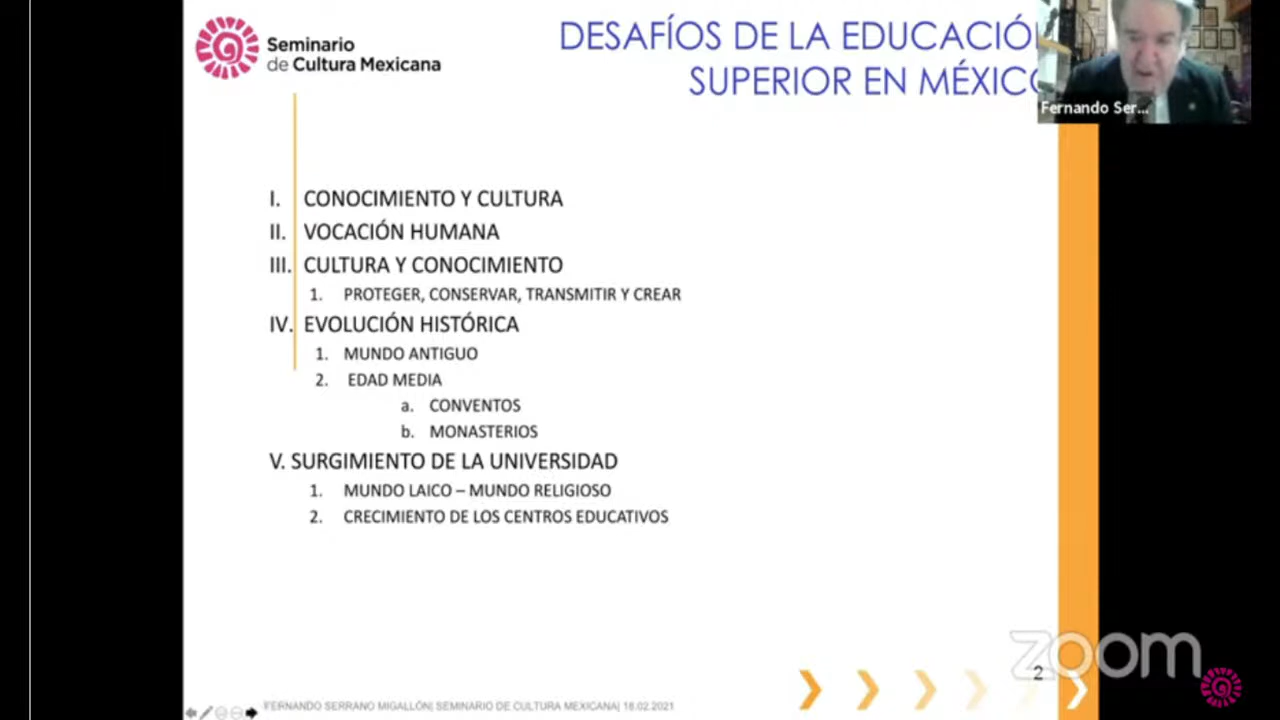 Seminario
de Cultura Mexicana
DESAFÍOS DE LA EDUCACIÓ
SUPERIOR EN MÉXICO
Fernando Ser...
I. CONOCIMIENTO Y CULTURA
II. VOCACIÓN HUMANA
III. CULTURA Y CONOCIMIENTO
1. PROTEGER, CONSERVAR, TRANSMITIR Y CREAR
IV. EVOLUCIÓN HISTÓRICA
1. MUNDO ANTIGUO
2. EDAD MEDIA
a. CONVENTOS
b. MONASTERIOS
V. SURGIMIENTO DE LA UNIVERSIDAD
1. MUNDO LAICO – MUNDO RELIGIOSO
2. CRECIMIENTO DE LOS CENTROS EDUCATIVOS
zoom
2
FERNANDO SERRANO MIGALLÓN| SEMINARIO DE CULTURA MEXICANA| 18.02.2021